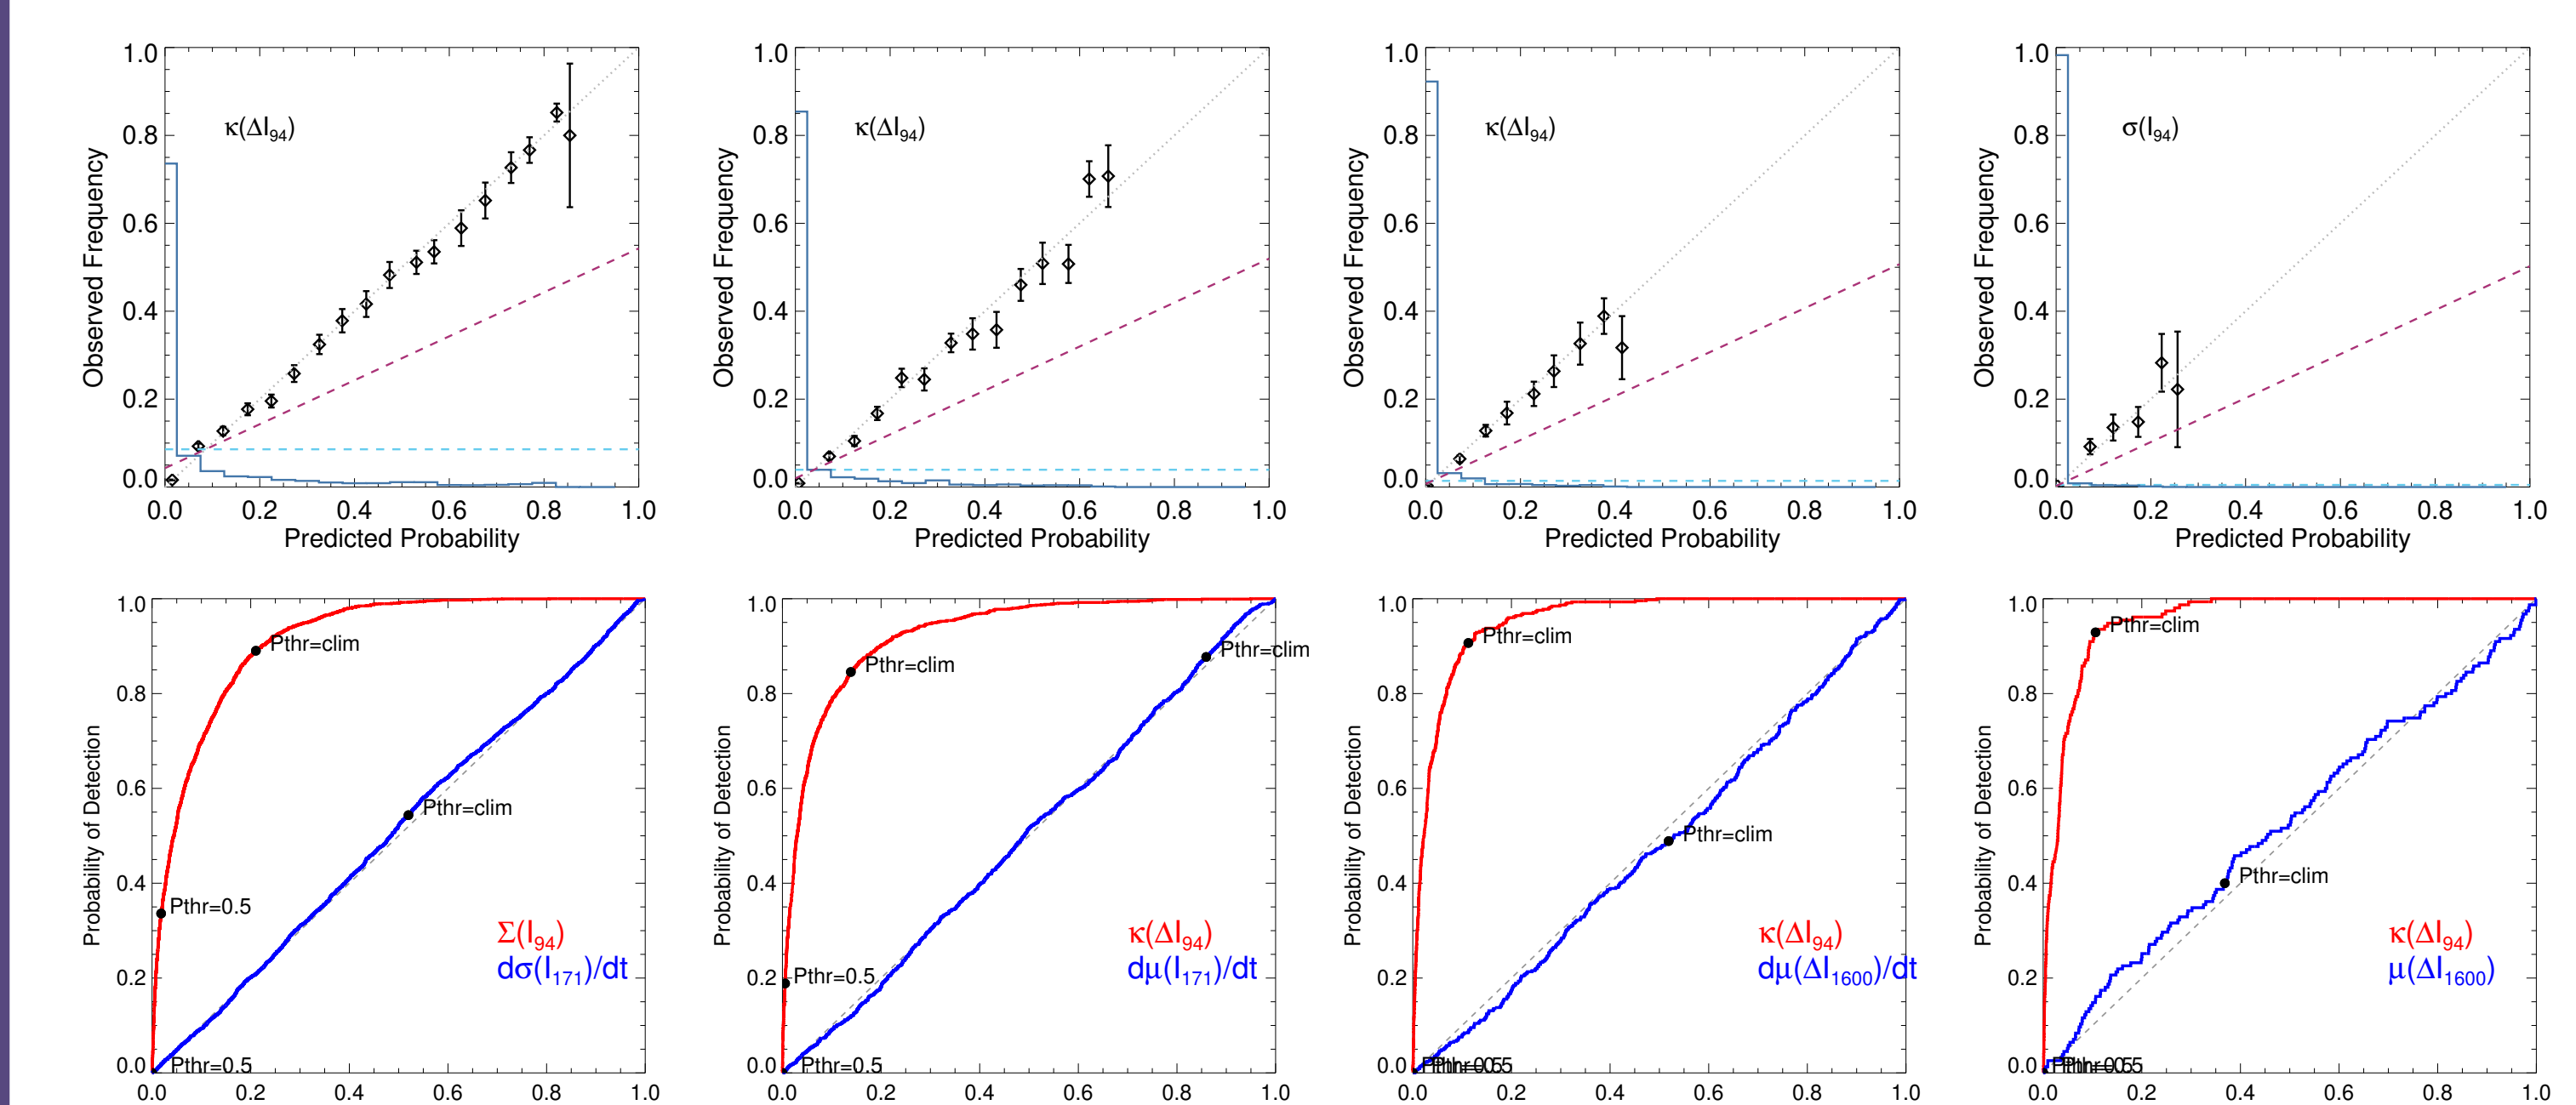 κ(ΔI94)
Observed Frequency
1.0
0.8
0.6
0.4
0.2
0.0
0.0 0.2 0.4 0.6 0.8 1.0
Predicted Probability
κ(ΔI94)
Observed Frequency
1.0
0.8
0.6
0.4
0.2
0.0
0.0 0.2 0.4 0.6 0.8 1.0
Predicted Probability
κ(ΔI94)
Observed Frequency
1.0
0.8
0.6
0.4
0.2
0.0
0.0 0.2 0.4 0.6 0.8 1.0
Predicted Probability
σ(I94)
Observed Frequency
1.0
0.8
0.6
0.4
0.2
0.0
0.0 0.2 0.4 0.6 0.8 1.0
Predicted Probability
Probability of Detection
1.0
0.8
0.6
0.4
0.2
0.0
Pthr=clim
Pthr=clim
Pthr=0.5
Σ(I94)
dσ(I171)/dt
Pthr=0.5
0.0 0.2 0.4 0.6 0.8 1.0
Probability of Detection
1.0
0.8
0.6
0.4
0.2
0.0
Pthr=clim
Pthr=clim
κ(ΔI94)
dμ(I171)/dt
Pthr=0.5
Pthr=0.5
0.0 0.2 0.4 0.6 0.8 1.0
Probability of Detection
1.0
0.8
0.6
0.4
0.2
0.0
Pthr=clim
Pthr=clim
κ(ΔI94)
dμ(ΔI1600)/dt
0.0 0.2 0.4 0.6 0.8 1.0
Probability of Detection
1.0
0.8
0.6
0.4
0.2
0.0
Pthr=clim
Pthr=clim
κ(ΔI94)
μ(ΔI1600)
0.0 0.2 0.4 0.6 0.8 1.0